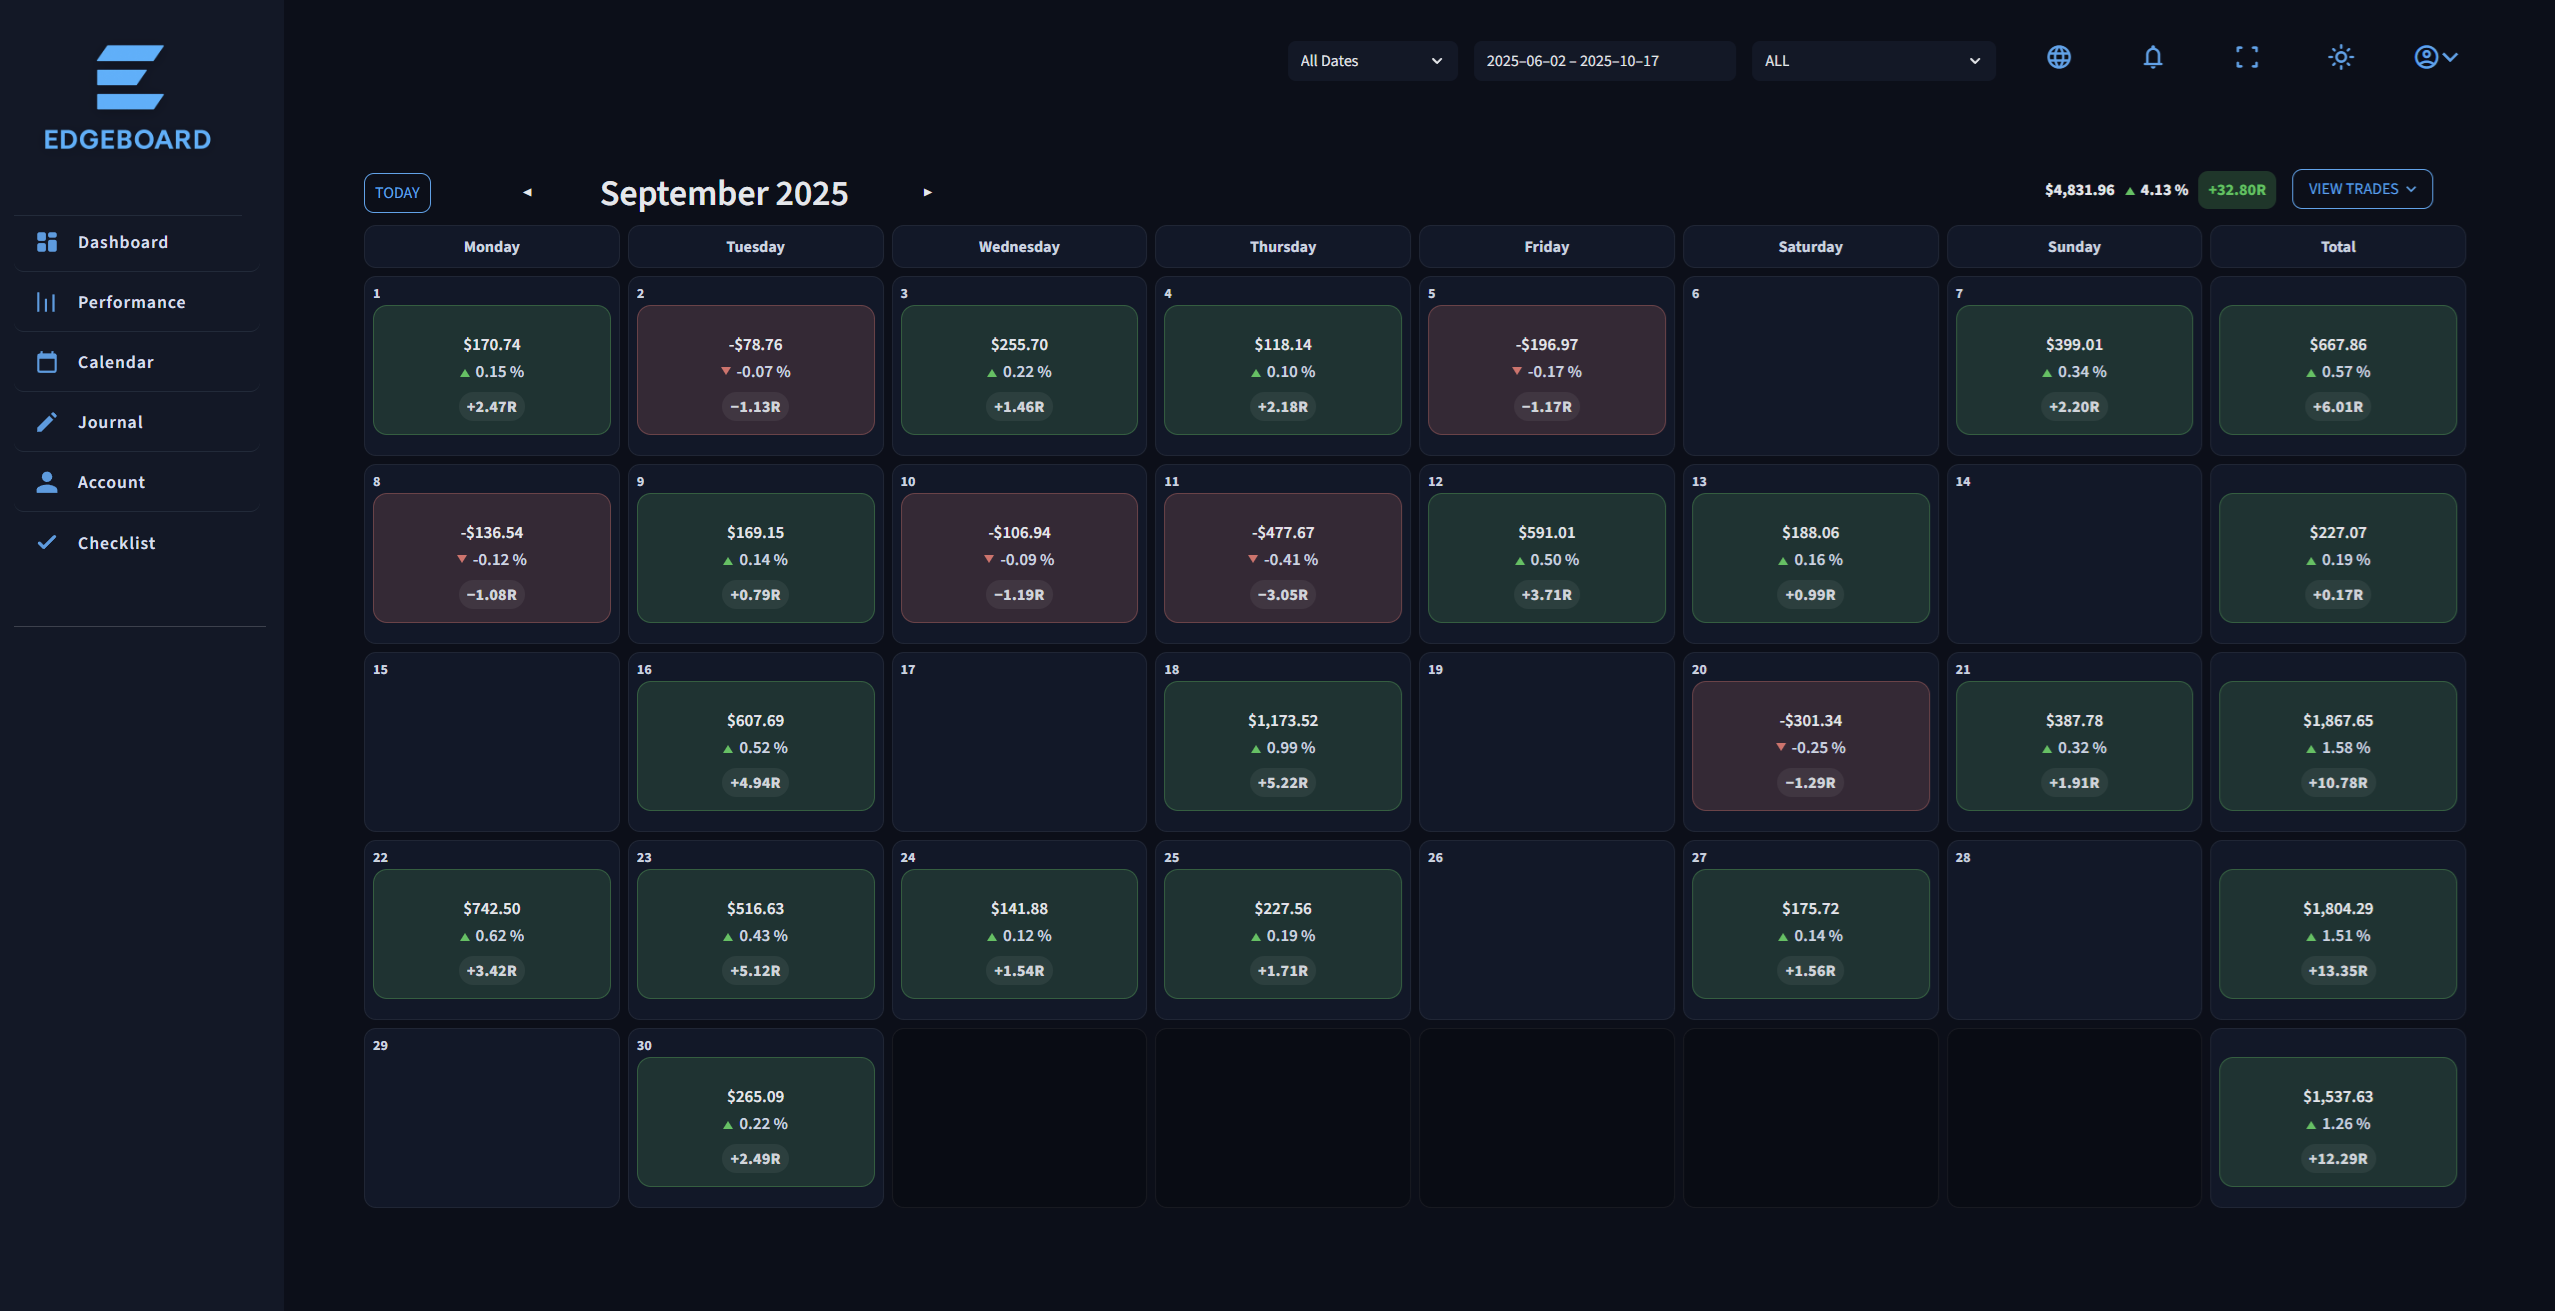 EDGEBOARD
Dashboard
Performance
Calendar
Journal
Account
Checklist
All Dates
2025-06-02 – 2025-10-17
ALL
TODAY
◄ September 2025 ►
$4,831.96 ▲ 4.13 % +32.80R
VIEW TRADES
Monday Tuesday Wednesday Thursday Friday Saturday Sunday Total
1
$170.74
▲ 0.15 %
+2.47R
2
-$78.76
▼ -0.07 %
−1.13R
3
$255.70
▲ 0.22 %
+1.46R
4
$118.14
▲ 0.10 %
+2.18R
5
-$196.97
▼ -0.17 %
−1.17R
6
7
$399.01
▲ 0.34 %
+2.20R
$667.86
▲ 0.57 %
+6.01R
8
-$136.54
▼ -0.12 %
−1.08R
9
$169.15
▲ 0.14 %
+0.79R
10
-$106.94
▼ -0.09 %
−1.19R
11
-$477.67
▼ -0.41 %
−3.05R
12
$591.01
▲ 0.50 %
+3.71R
13
$188.06
▲ 0.16 %
+0.99R
14
$227.07
▲ 0.19 %
+0.17R
15
16
$607.69
▲ 0.52 %
+4.94R
17
18
$1,173.52
▲ 0.99 %
+5.22R
19
20
-$301.34
▼ -0.25 %
−1.29R
21
$387.78
▲ 0.32 %
+1.91R
$1,867.65
▲ 1.58 %
+10.78R
22
$742.50
▲ 0.62 %
+3.42R
23
$516.63
▲ 0.43 %
+5.12R
24
$141.88
▲ 0.12 %
+1.54R
25
$227.56
▲ 0.19 %
+1.71R
26
27
$175.72
▲ 0.14 %
+1.56R
28
$1,804.29
▲ 1.51 %
+13.35R
29
30
$265.09
▲ 0.22 %
+2.49R
$1,537.63
▲ 1.26 %
+12.29R